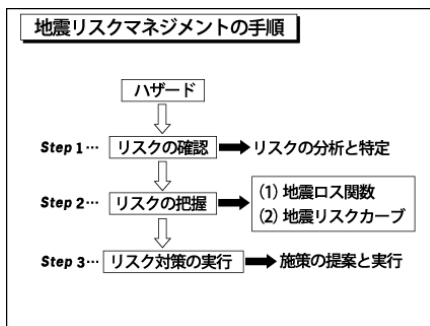 地震リスクマネジメントの手順
ハザード
Step 1… リスクの確認 リスクの分析と特定
Step 2… リスクの把握 (1) 地震ロス関数
(2) 地震リスクカーブ
Step 3… リスク対策の実行 施策の提案と実行